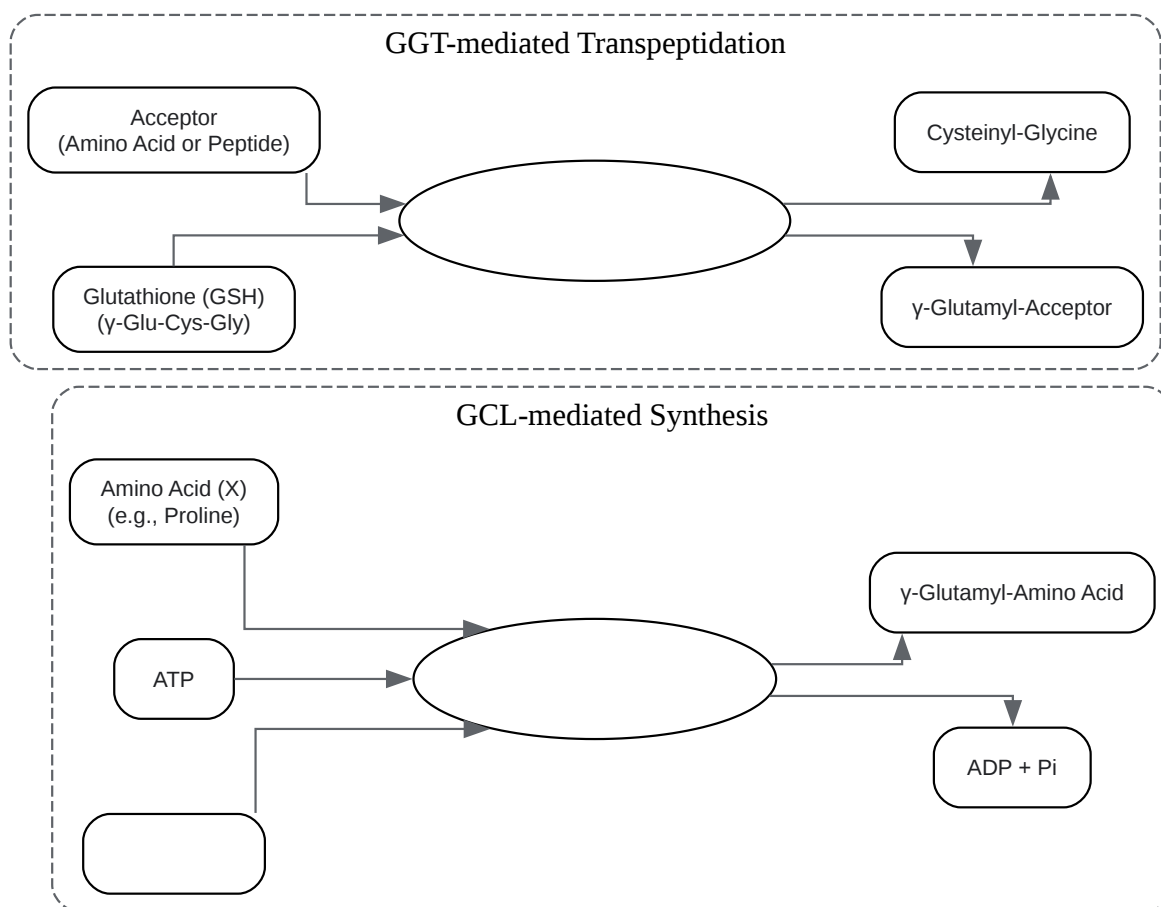 GGT-mediated Transpeptidation
Acceptor
(Amino Acid or Peptide)
Cysteinyl-Glycine
Glutathione (GSH)
(γ-Glu-Cys-Gly)
γ-Glutamyl-Acceptor
GCL-mediated Synthesis
Amino Acid (X)
(e.g., Proline)
γ-Glutamyl-Amino Acid
ATP
ADP + Pi